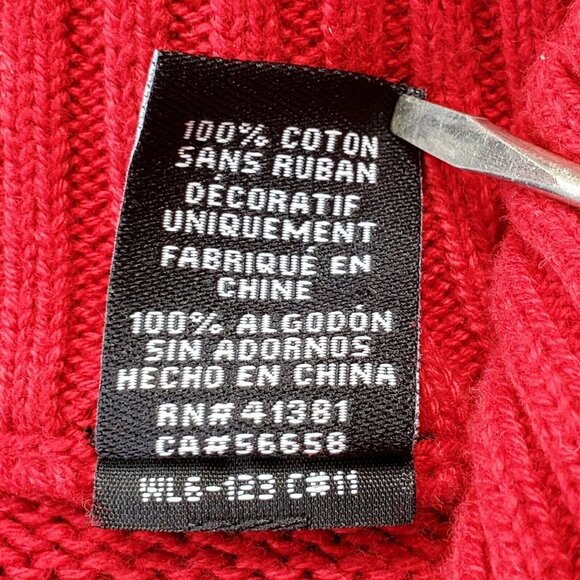 100% COTON
SANS RUBAN
DÉCORATIF
UNIQUEMENT
FABRIQUÉ EN
CHINE
100% ALGODÓN
SIN ADORNOS
HECHO EN CHINA
RN# 41381
CA#56658
WL6-123 C#11